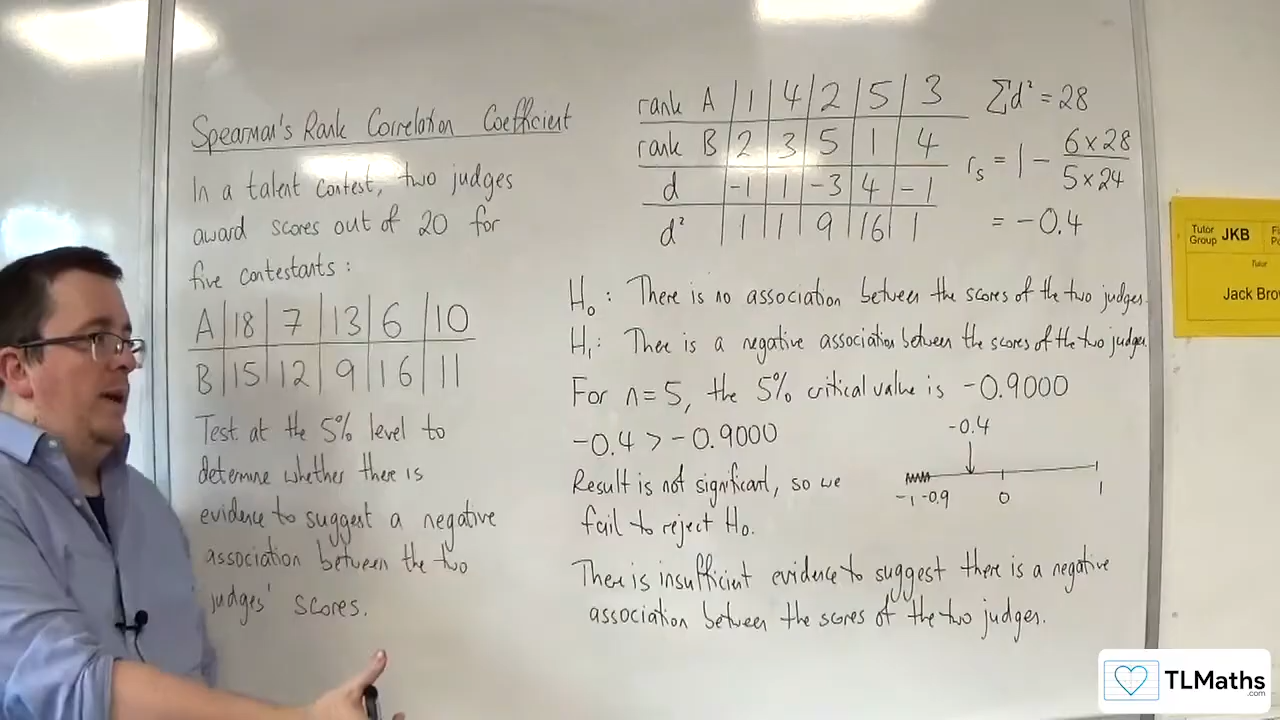 Spearman's Rank Correlation Coefficient
In a talent contest, two judges
award scores out of 20 for
five contestants:
A | 18 | 7 | 13 | 6 | 10
B | 15 | 12 | 9 | 16 | 11
Test at the 5% level to
determine whether there is
evidence to suggest a negative
association between the two
judges' scores.
rank A | 1 | 4 | 2 | 5 | 3
rank B | 2 | 3 | 5 | 1 | 4
d | -1 | 1 | -3 | 4 | -1
d² | 1 | 1 | 9 | 16 | 1
Σd² = 28
rₛ = 1 - (6×28)/(5×24)
= -0.4
H₀: There is no association between the scores of the two judges.
H₁: There is a negative association between the scores of the two judges.
For n=5, the 5% critical value is -0.9000
-0.4 > -0.9000
Result is not significant, so we
fail to reject H₀.
-0.4
-1 -0.9 0 1
There is insufficient evidence to suggest there is a negative
association between the scores of the two judges.
Tutor
Group JKB
Tutor
Jack Bro
TLMaths
.com